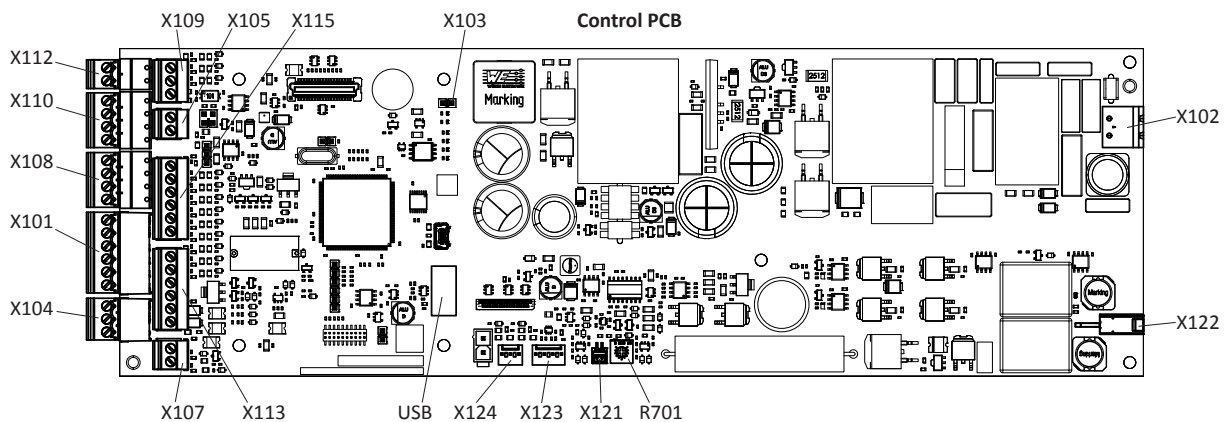 Control PCB
X109
X105
X115
X103
X112
X110
X108
X101
X104
X102
X122
WE
Marking
2512
2512
Marking
Marking
X107
X113
USB
X124
X123
X121
R701